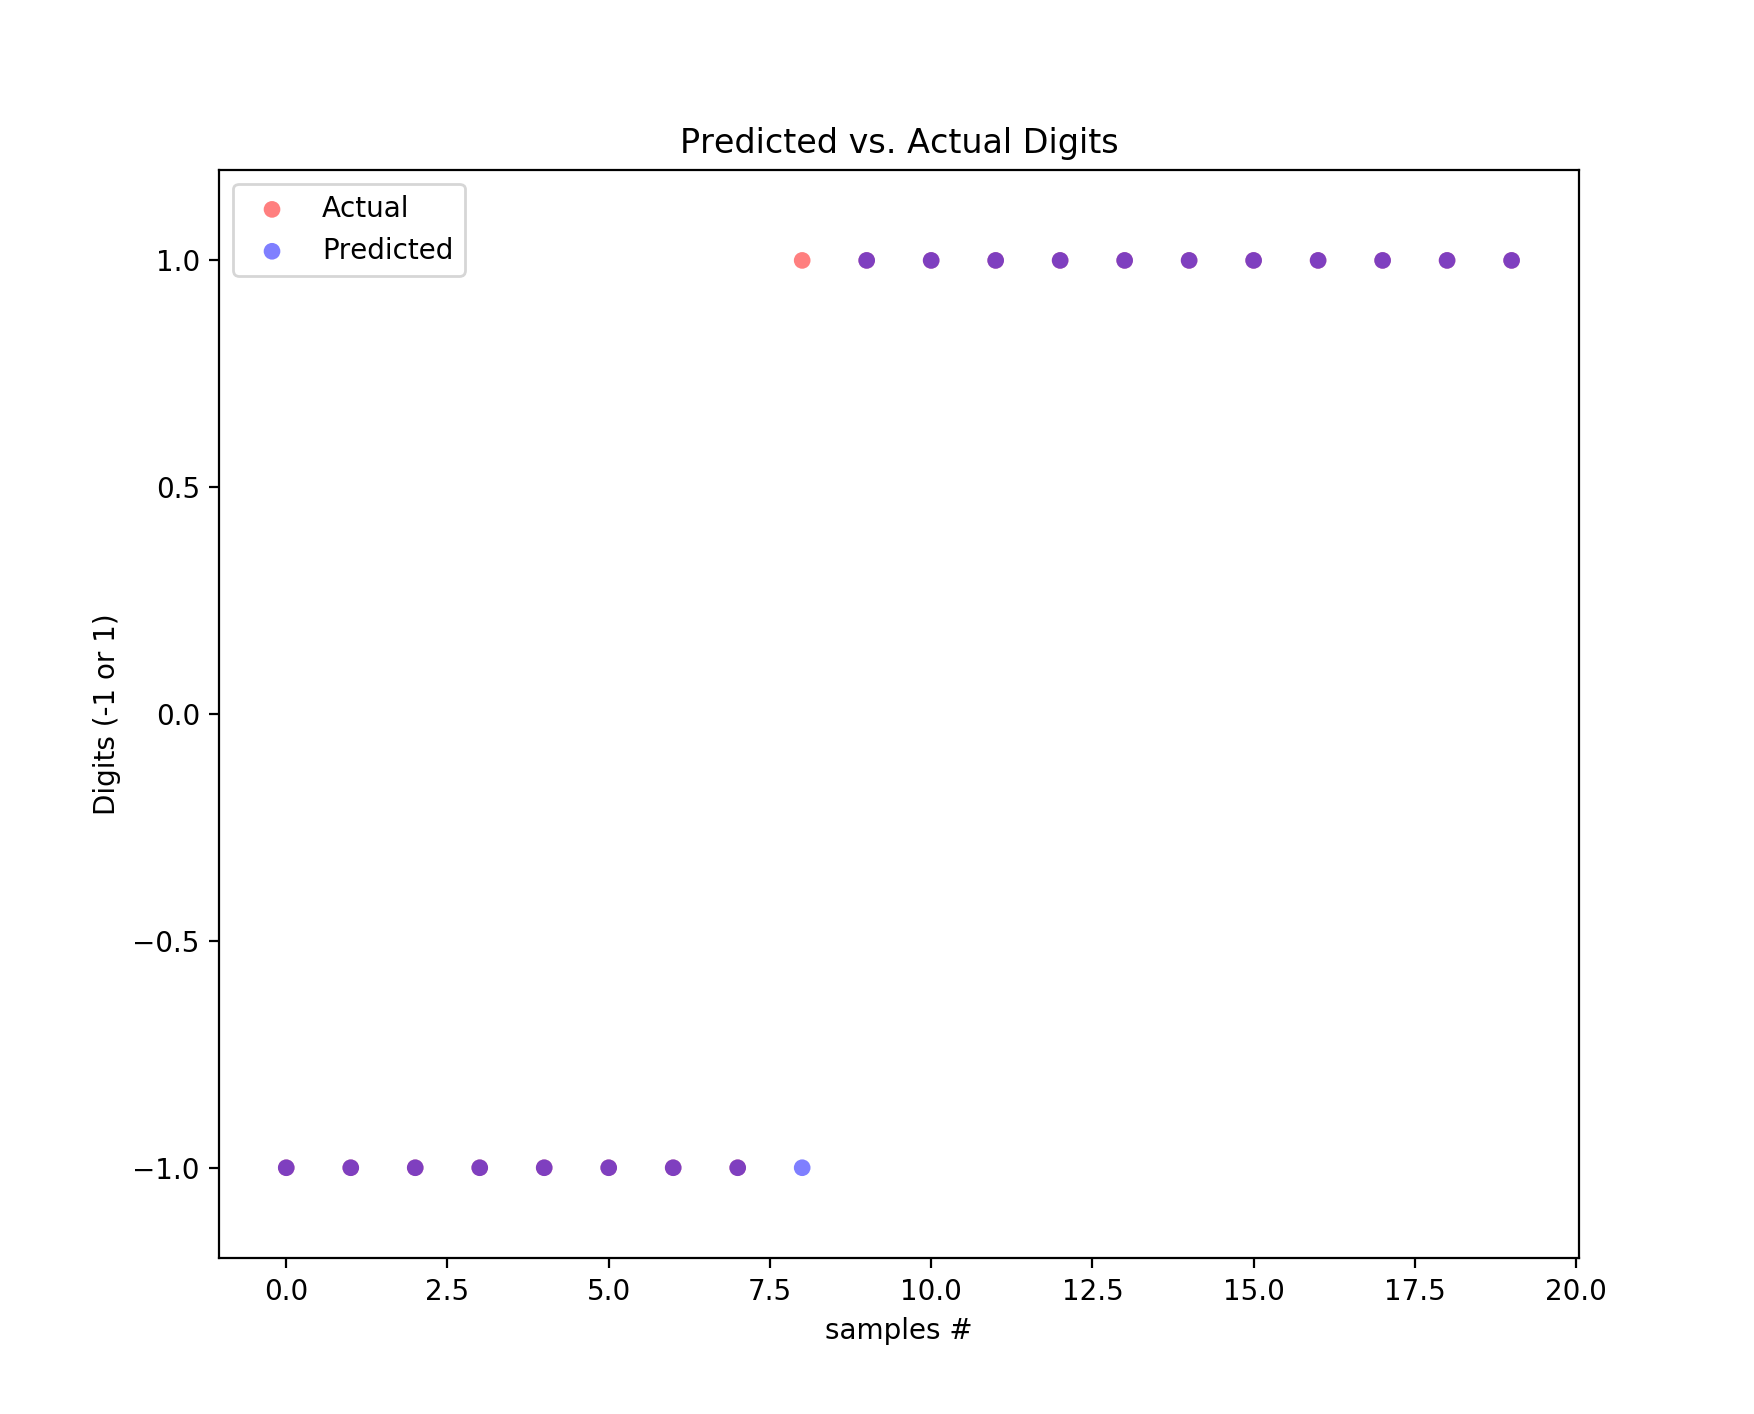 Predicted vs. Actual Digits
Actual
Predicted
1.0
0.5
0.0
−0.5
−1.0
Digits (-1 or 1)
0.0 2.5 5.0 7.5 10.0 12.5 15.0 17.5 20.0
samples #